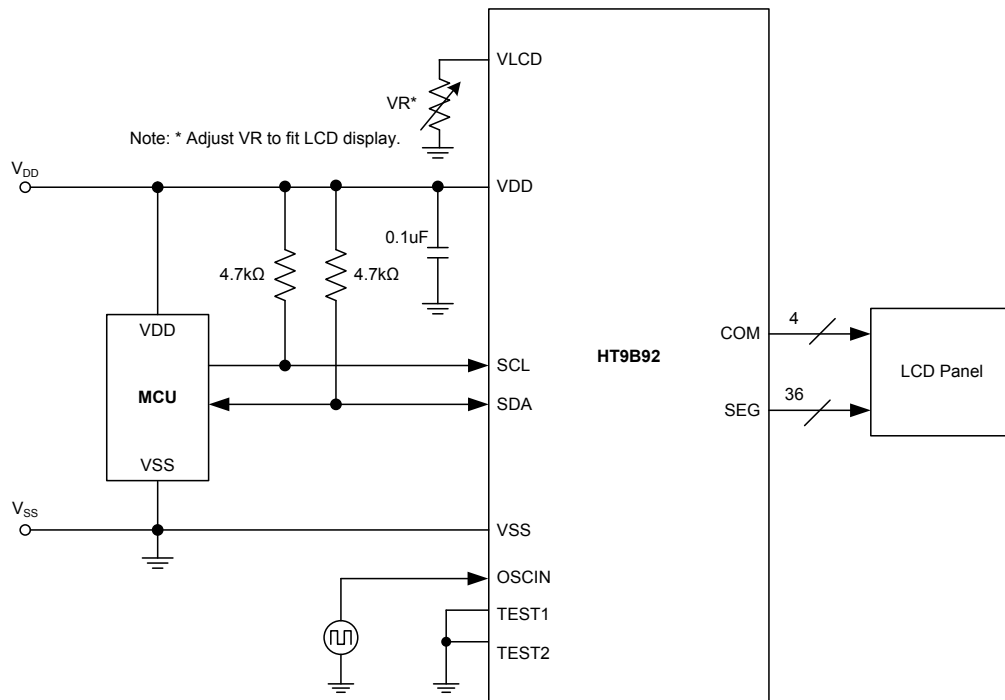 VLCD
VR*
Note: * Adjust VR to fit LCD display.
VDD
VDD
0.1uF
4.7kΩ
4.7kΩ
VDD
MCU
VSS
SCL
SDA
HT9B92
COM
4
SEG
36
LCD Panel
VSS
VSS
OSCIN
TEST1
TEST2